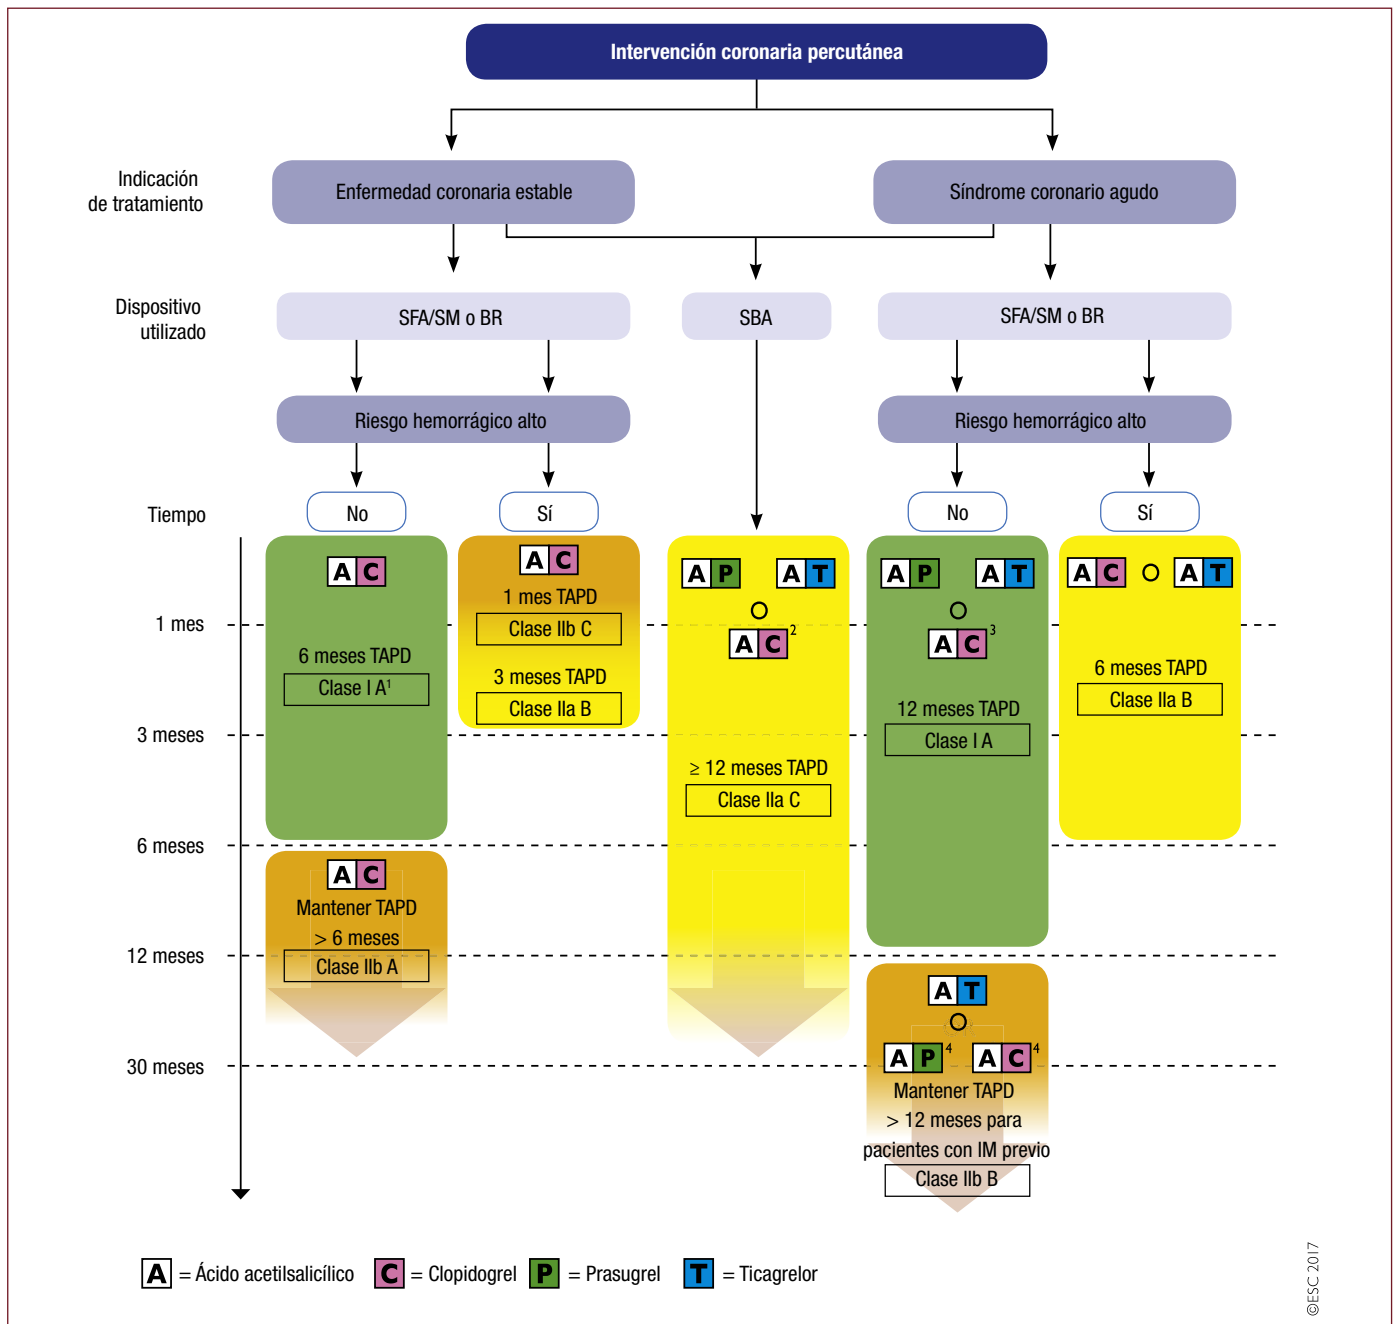 Intervención coronaria percutánea
Indicación
de tratamiento
Enfermedad coronaria estable
Síndrome coronario agudo
Dispositivo
utilizado
SFA/SM o BR
SBA
SFA/SM o BR
Riesgo hemorrágico alto
Riesgo hemorrágico alto
Tiempo
No
Sí
No
Sí
1 mes
3 meses
6 meses
12 meses
30 meses
A C
6 meses TAPD
Clase I A¹
A C
Mantener TAPD
> 6 meses
Clase IIb A
A C
1 mes TAPD
Clase IIb C
3 meses TAPD
Clase IIa B
A P A T
O
A C ²
≥ 12 meses TAPD
Clase IIa C
A P A T
O
A C ³
12 meses TAPD
Clase I A
A T
O
A P ⁴ A C ⁴
Mantener TAPD
> 12 meses para
pacientes con IM previo
Clase IIb B
A C O A T
6 meses TAPD
Clase IIa B
A = Ácido acetilsalicílico C = Clopidogrel P = Prasugrel T = Ticagrelor
©ESC 2017